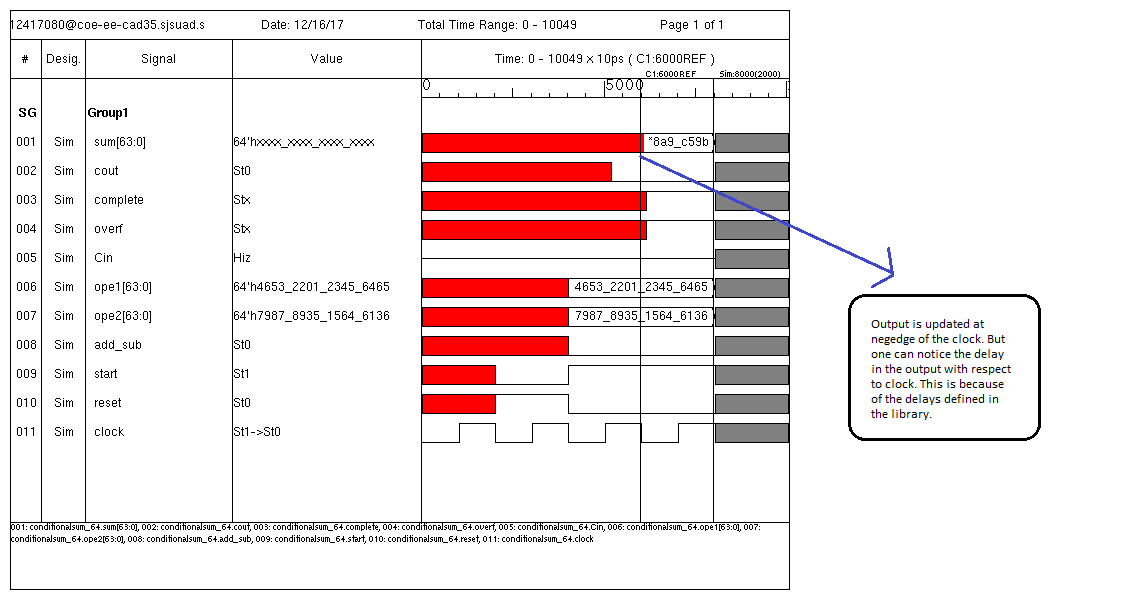 12417080@coe-ee-cad35.sjsuad.s Date: 12/16/17 Total Time Range: 0 - 10049 Page 1 of 1
# Desig. Signal Value Time: 0 - 10049 x 10ps ( C1:6000REF )
C1:6000REF Sim:8000(2000)
0 5000
SG Group1
001 Sim sum[63:0] 64'hxxxx_xxxx_xxxx_xxxx *8a9_c59b
002 Sim cout St0
003 Sim complete Stx
004 Sim overf Stx
005 Sim Cin Hiz
006 Sim ope1[63:0] 64'h4653_2201_2345_6465 4653_2201_2345_6465
007 Sim ope2[63:0] 64'h7987_8935_1564_6136 7987_8935_1564_6136
008 Sim add_sub St0
009 Sim start St1
010 Sim reset St0
011 Sim clock St1->St0
Output is updated at
negedge of the clock. But
one can notice the delay
in the output with respect
to clock. This is because
of the delays defined in
the library.
001: conditionalsum_64.sum[63:0], 002: conditionalsum_64.cout, 003: conditionalsum_64.complete, 004: conditionalsum_64.overf, 005: conditionalsum_64.Cin, 006: conditionalsum_64.ope1[63:0], 007:
conditionalsum_64.ope2[63:0], 008: conditionalsum_64.add_sub, 009: conditionalsum_64.start, 010: conditionalsum_64.reset, 011: conditionalsum_64.clock